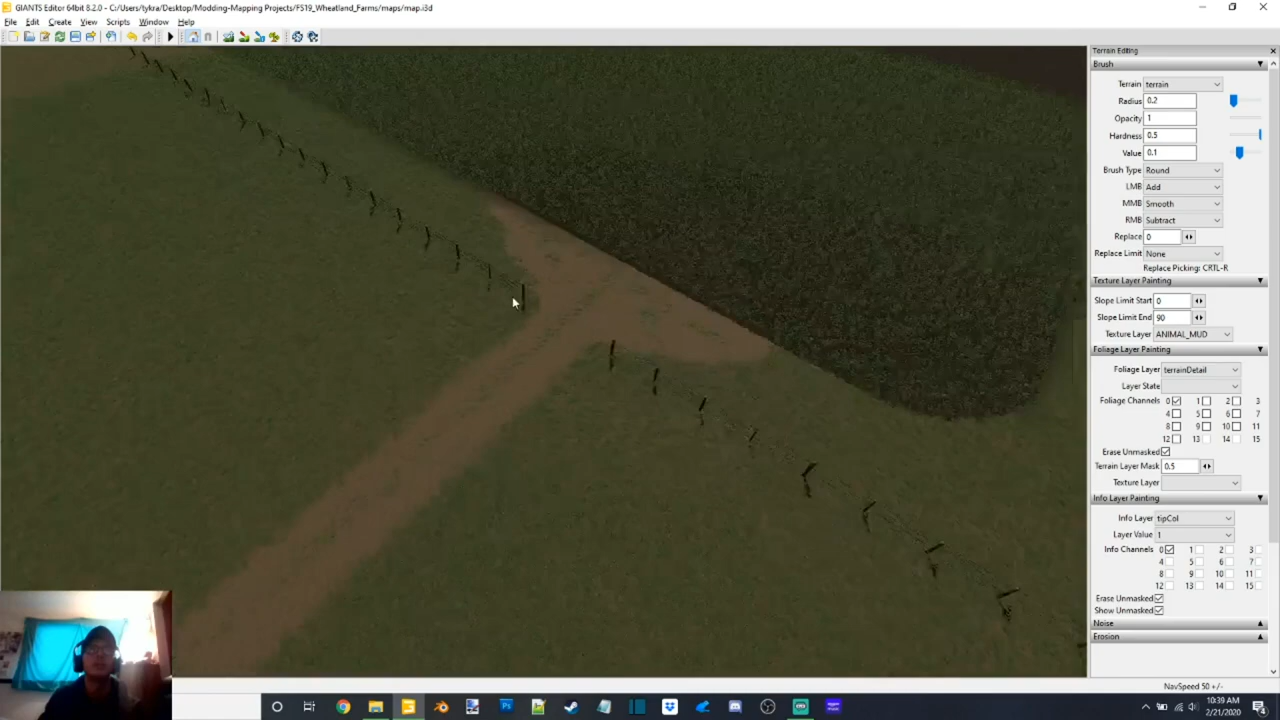 GIANTS Editor 64bit 8.2.0 - C:/Users/tykra/Desktop/Modding-Mapping Projects/FS19_Wheatland_Farms/maps/map.i3d
File Edit Create View Scripts Window Help
Terrain Editing
Brush
Terrain terrain
Radius 0.2
Opacity 1
Hardness 0.5
Value 0.1
Brush Type Round
LMB Add
MMB Smooth
RMB Subtract
Replace 0
Replace Limit None
Replace Picking: CRTL-R
Texture Layer Painting
Slope Limit Start 0
Slope Limit End 90
Texture Layer ANIMAL_MUD
Foliage Layer Painting
Foliage Layer terrainDetail
Layer State
Foliage Channels 0 1 2 3
4 5 6 7
8 9 10 11
12 13 14 15
Erase Unmasked
Terrain Layer Mask 0.5
Texture Layer
Info Layer Painting
Info Layer tipCol
Layer Value 1
Info Channels 0 1 2 3
4 5 6 7
8 9 10 11
12 13 14 15
Erase Unmasked
Show Unmasked
Noise
Erosion
NavSpeed 50 +/-
10:39 AM
2/21/2020